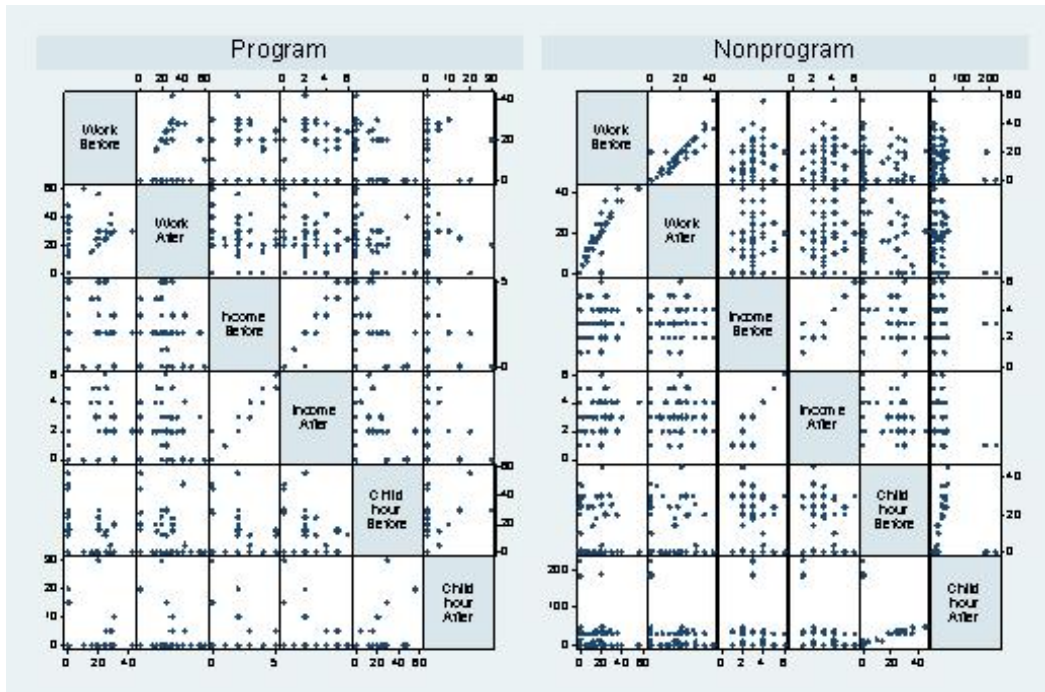 Program
Nonprogram
0 20 40 60
0 2 4 6
0 10 20 30
0 20 40
0 2 4 6
0 100 200
Work
Before
40
20
0
Work
Before
60
40
20
0
60
40
20
0
Work
After
40
20
0
Work
After
Income
Before
5
0
Income
Before
6
4
2
0
6
4
2
0
Income
After
6
4
2
0
Income
After
Child
hour
Before
60
40
20
0
Child
hour
Before
40
20
0
30
20
10
0
Child
hour
After
200
100
0
Child
hour
After
0 20 40
0 5
0 20 40 60
0 20 40 60
0 2 4 6
0 20 40